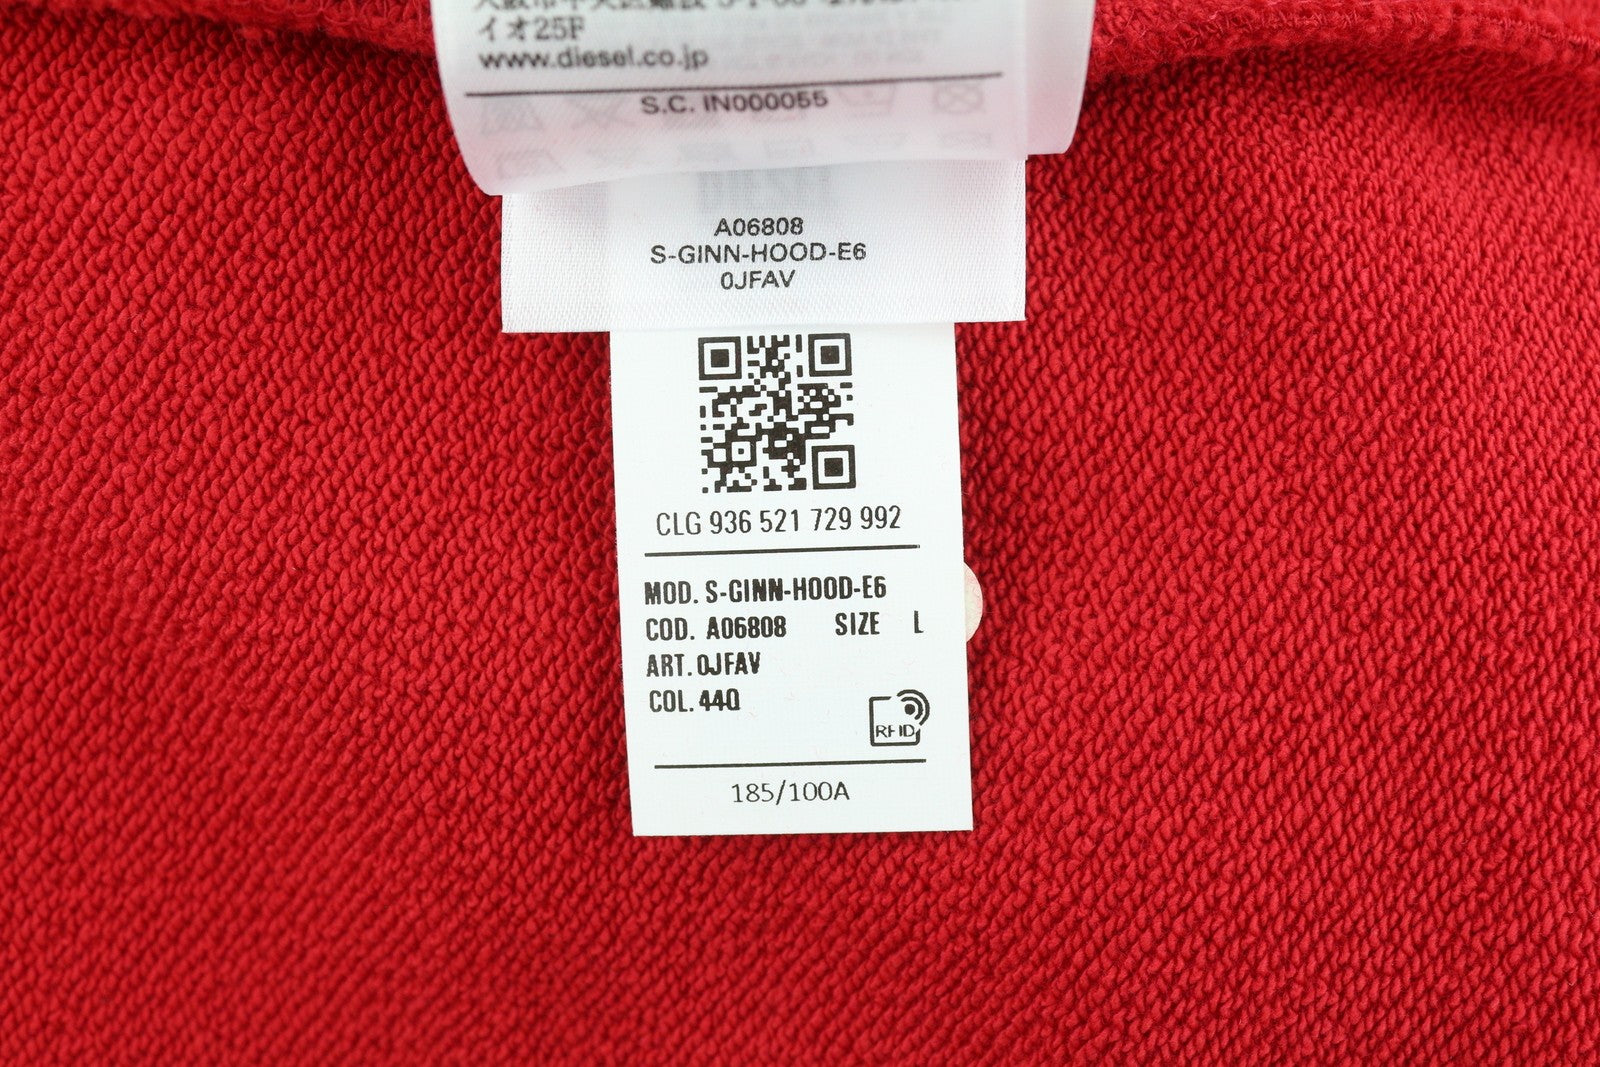 イオ25F
www.diesel.co.jp
S.C. IN000055
A06808
S-GINN-HOOD-E6
0JFAV
CLG 936 521 729 992
MOD. S-GINN-HOOD-E6
COD. A06808 SIZE L
ART. 0JFAV
COL. 44Q
RFID
185/100A